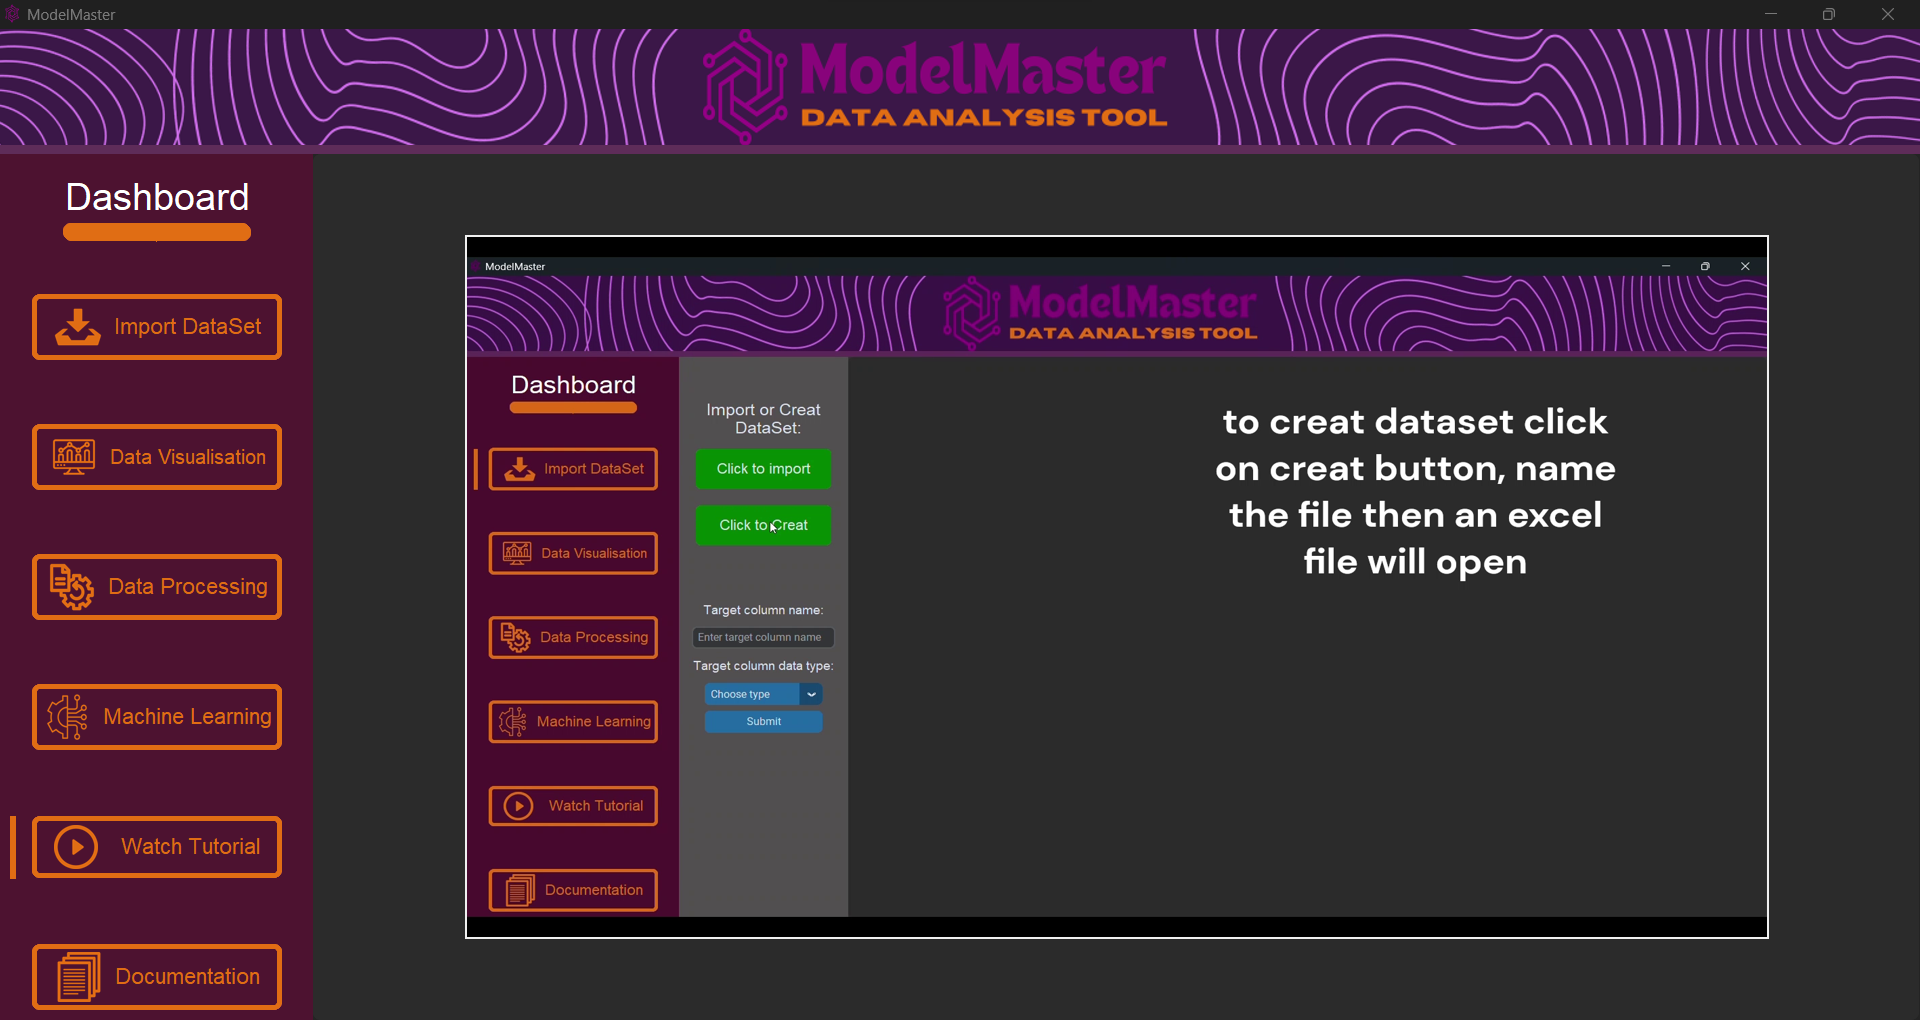 ModelMaster
ModelMaster
DATA ANALYSIS TOOL
Dashboard
Import DataSet
Data Visualisation
Data Processing
Machine Learning
Watch Tutorial
Documentation
ModelMaster
ModelMaster
DATA ANALYSIS TOOL
Dashboard
Import DataSet
Data Visualisation
Data Processing
Machine Learning
Watch Tutorial
Documentation
Import or Creat
DataSet:
Click to import
Click to Creat
Target column name:
Enter target column name
Target column data type:
Choose type
Submit
to creat dataset click
on creat button, name
the file then an excel
file will open